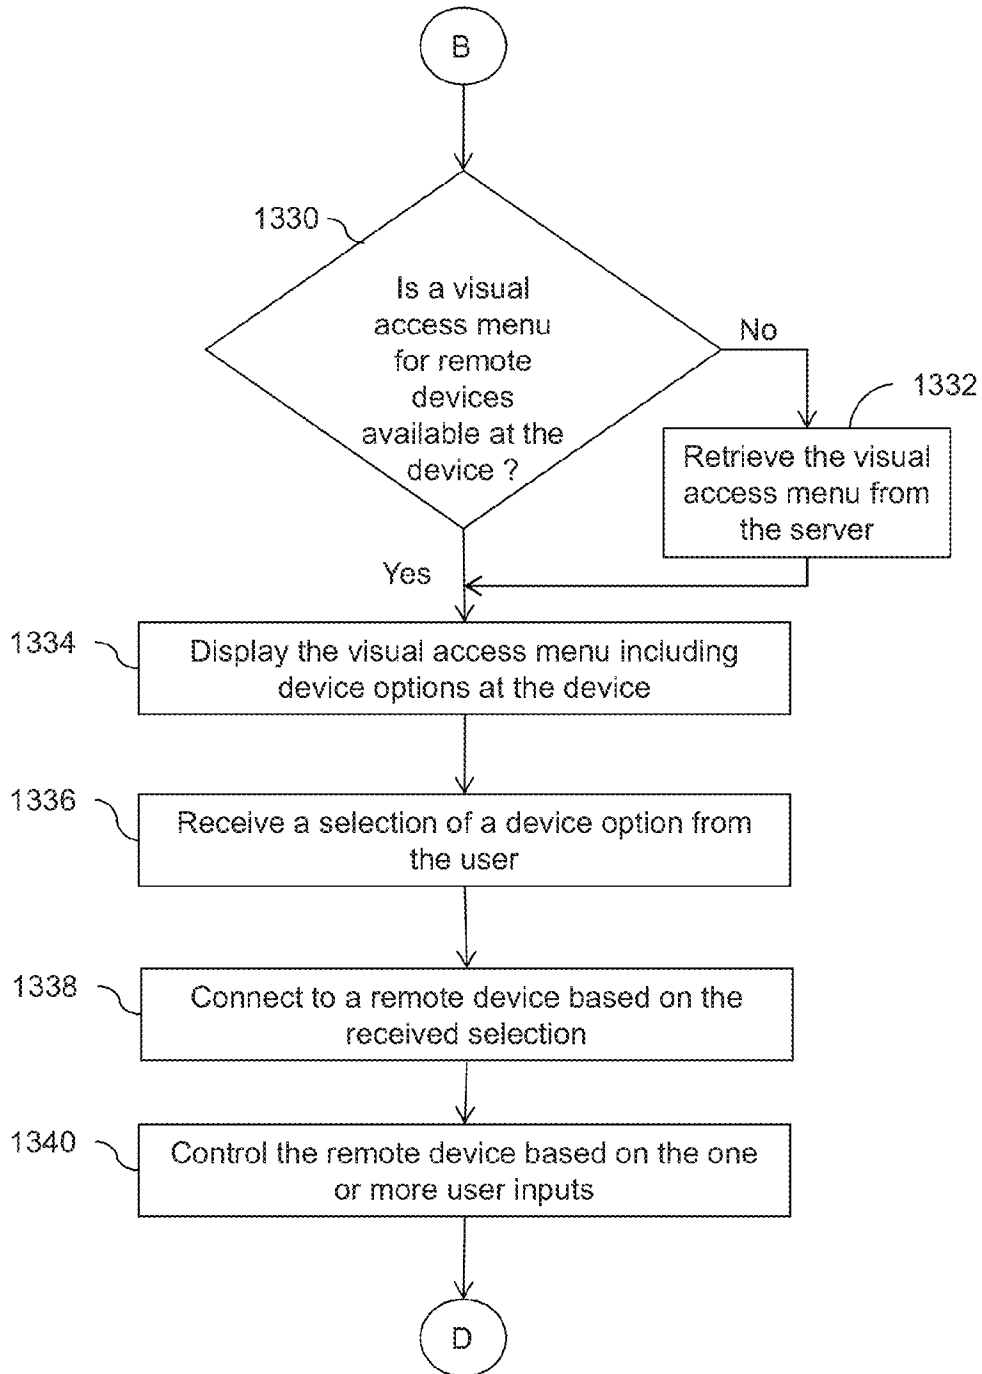 B
1330
Is a visual
access menu
for remote
devices
available at the
device ?
No
1332
Retrieve the visual
access menu from
the server
Yes
1334
Display the visual access menu including
device options at the device
1336
Receive a selection of a device option from
the user
1338
Connect to a remote device based on the
received selection
1340
Control the remote device based on the one
or more user inputs
D